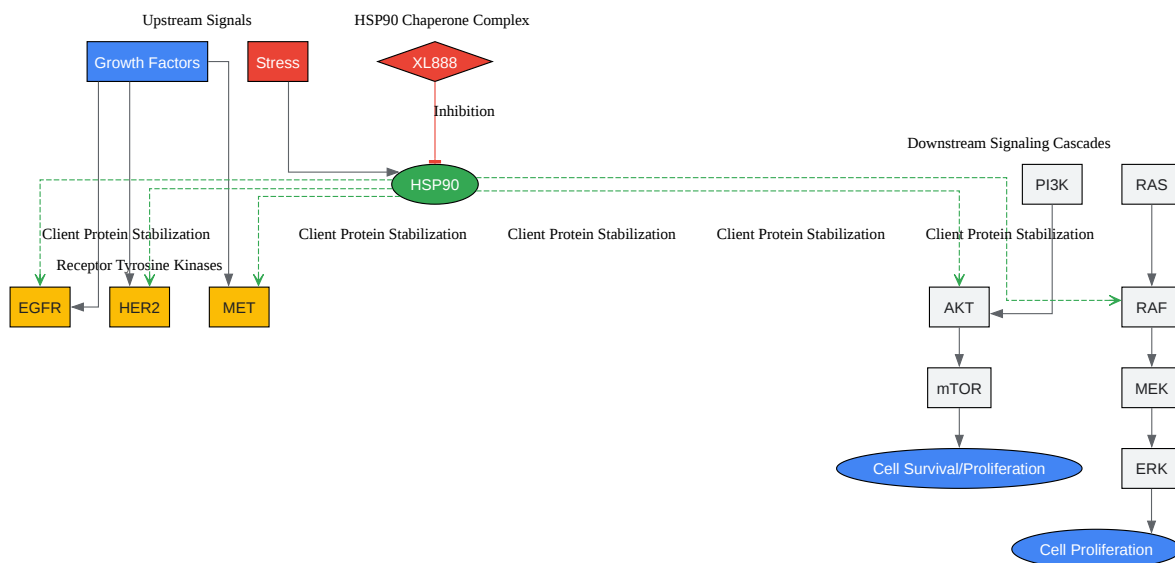 Upstream Signals
HSP90 Chaperone Complex
Growth Factors
Stress
XL888
Inhibition
Downstream Signaling Cascades
HSP90
PI3K
RAS
Client Protein Stabilization
Client Protein Stabilization
Client Protein Stabilization
Client Protein Stabilization
Client Protein Stabilization
Receptor Tyrosine Kinases
EGFR
HER2
MET
AKT
RAF
mTOR
MEK
Cell Survival/Proliferation
ERK
Cell Proliferation